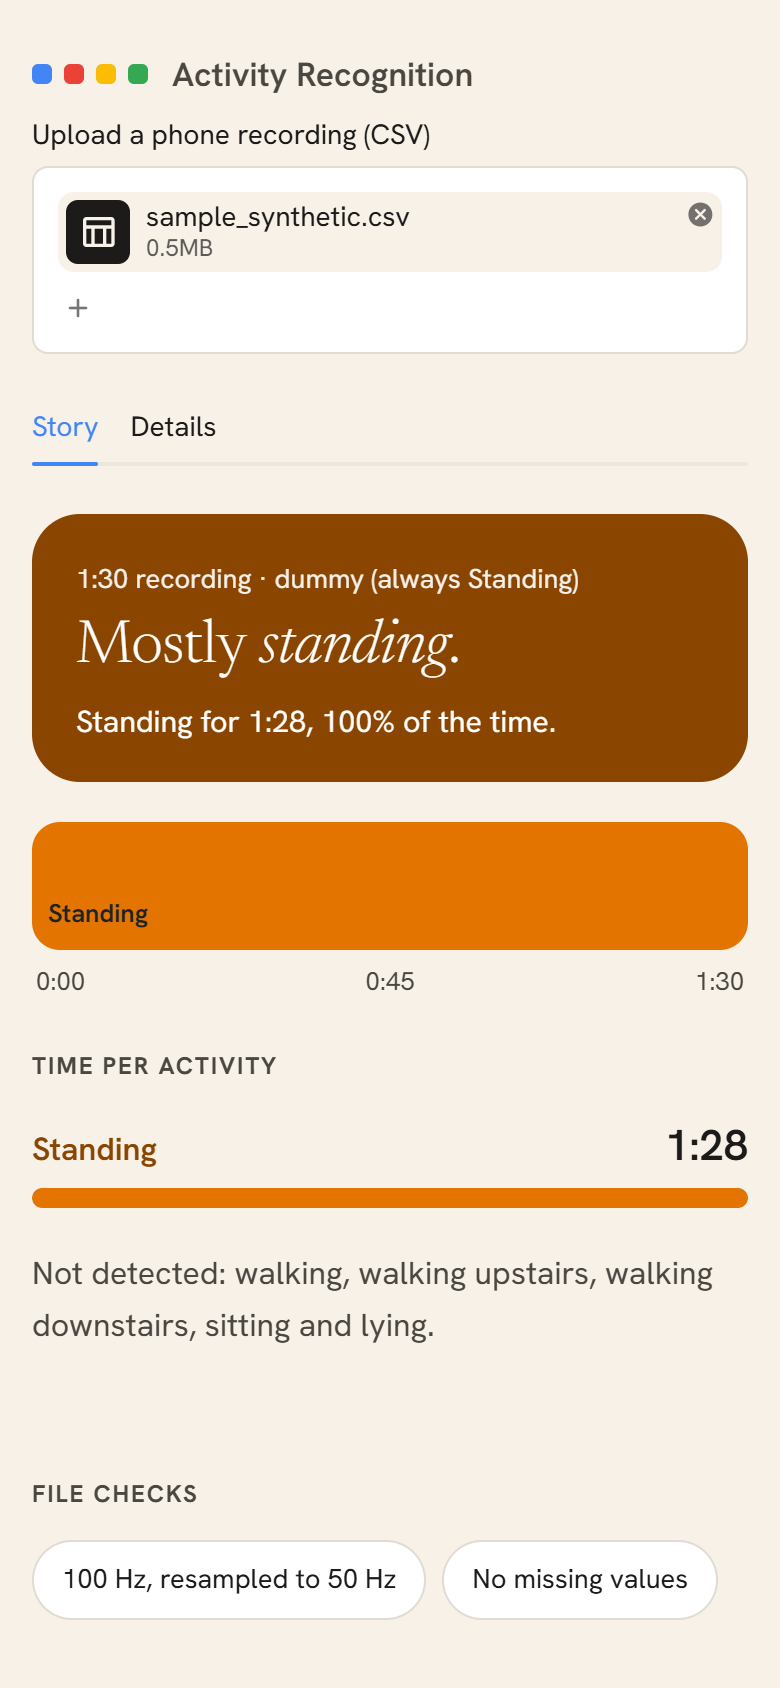 Activity Recognition
Upload a phone recording (CSV)
sample_synthetic.csv
0.5MB
Story Details
1:30 recording · dummy (always Standing)
Mostly standing.
Standing for 1:28, 100% of the time.
Standing
0:00 0:45 1:30
TIME PER ACTIVITY
Standing 1:28
Not detected: walking, walking upstairs, walking
downstairs, sitting and lying.
FILE CHECKS
100 Hz, resampled to 50 Hz No missing values